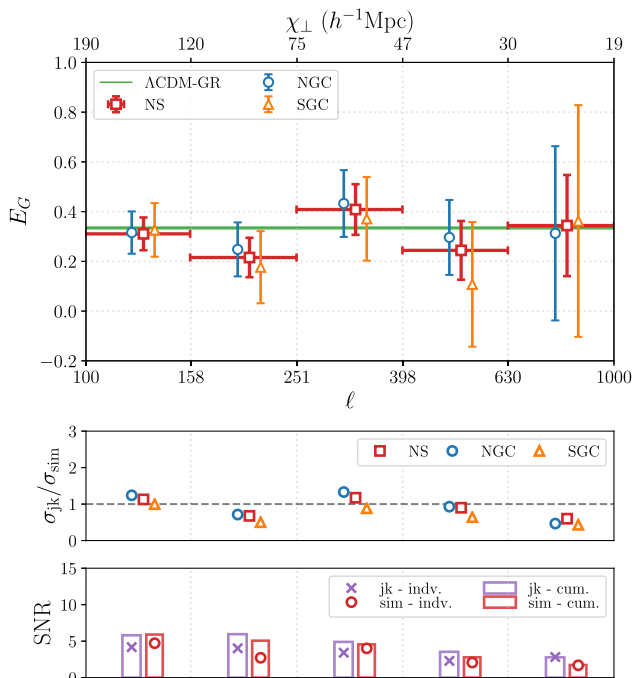 χ⊥ (h⁻¹Mpc)
190 120 75 47 30 19
1.0
0.8
0.6
0.4
0.2
0.0
−0.2
E_G
ΛCDM-GR
NS
NGC
SGC
100 158 251 398 630 1000
ℓ
3
2
1
0
σ_jk/σ_sim
NS NGC SGC
15
10
5
0
SNR
jk - indv.
sim - indv.
jk - cum.
sim - cum.